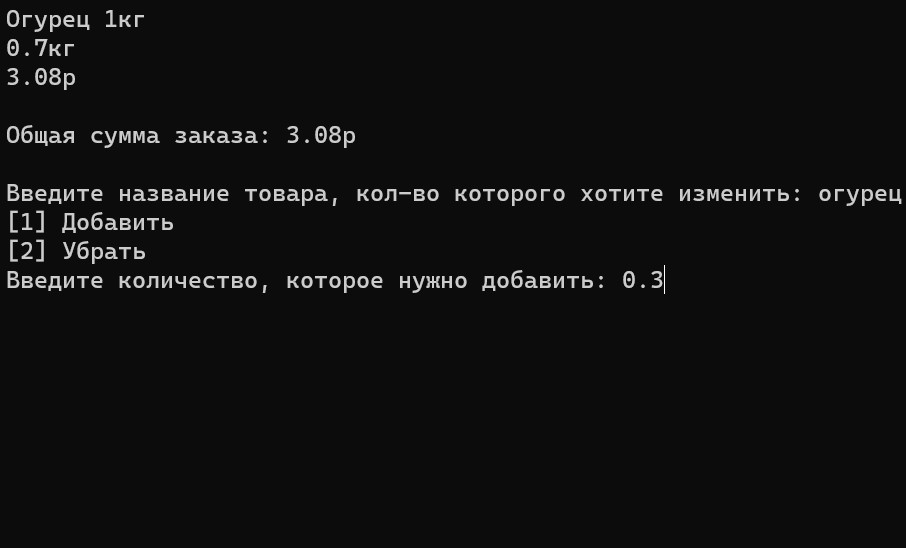 Огурец 1кг
0.7кг
3.08р
Общая сумма заказа: 3.08р
Введите название товара, кол-во которого хотите изменить: огурец
[1] Добавить
[2] Убрать
Введите количество, которое нужно добавить: 0.3